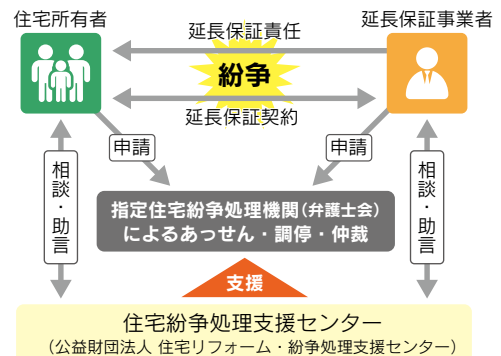 住宅所有者
延長保証事業者
延長保証責任
紛争
延長保証契約
申請
申請
相談・助言
相談・助言
指定住宅紛争処理機関(弁護士会)
によるあっせん・調停・仲裁
支援
住宅紛争処理支援センター
(公益財団法人 住宅リフォーム・紛争処理支援センター)